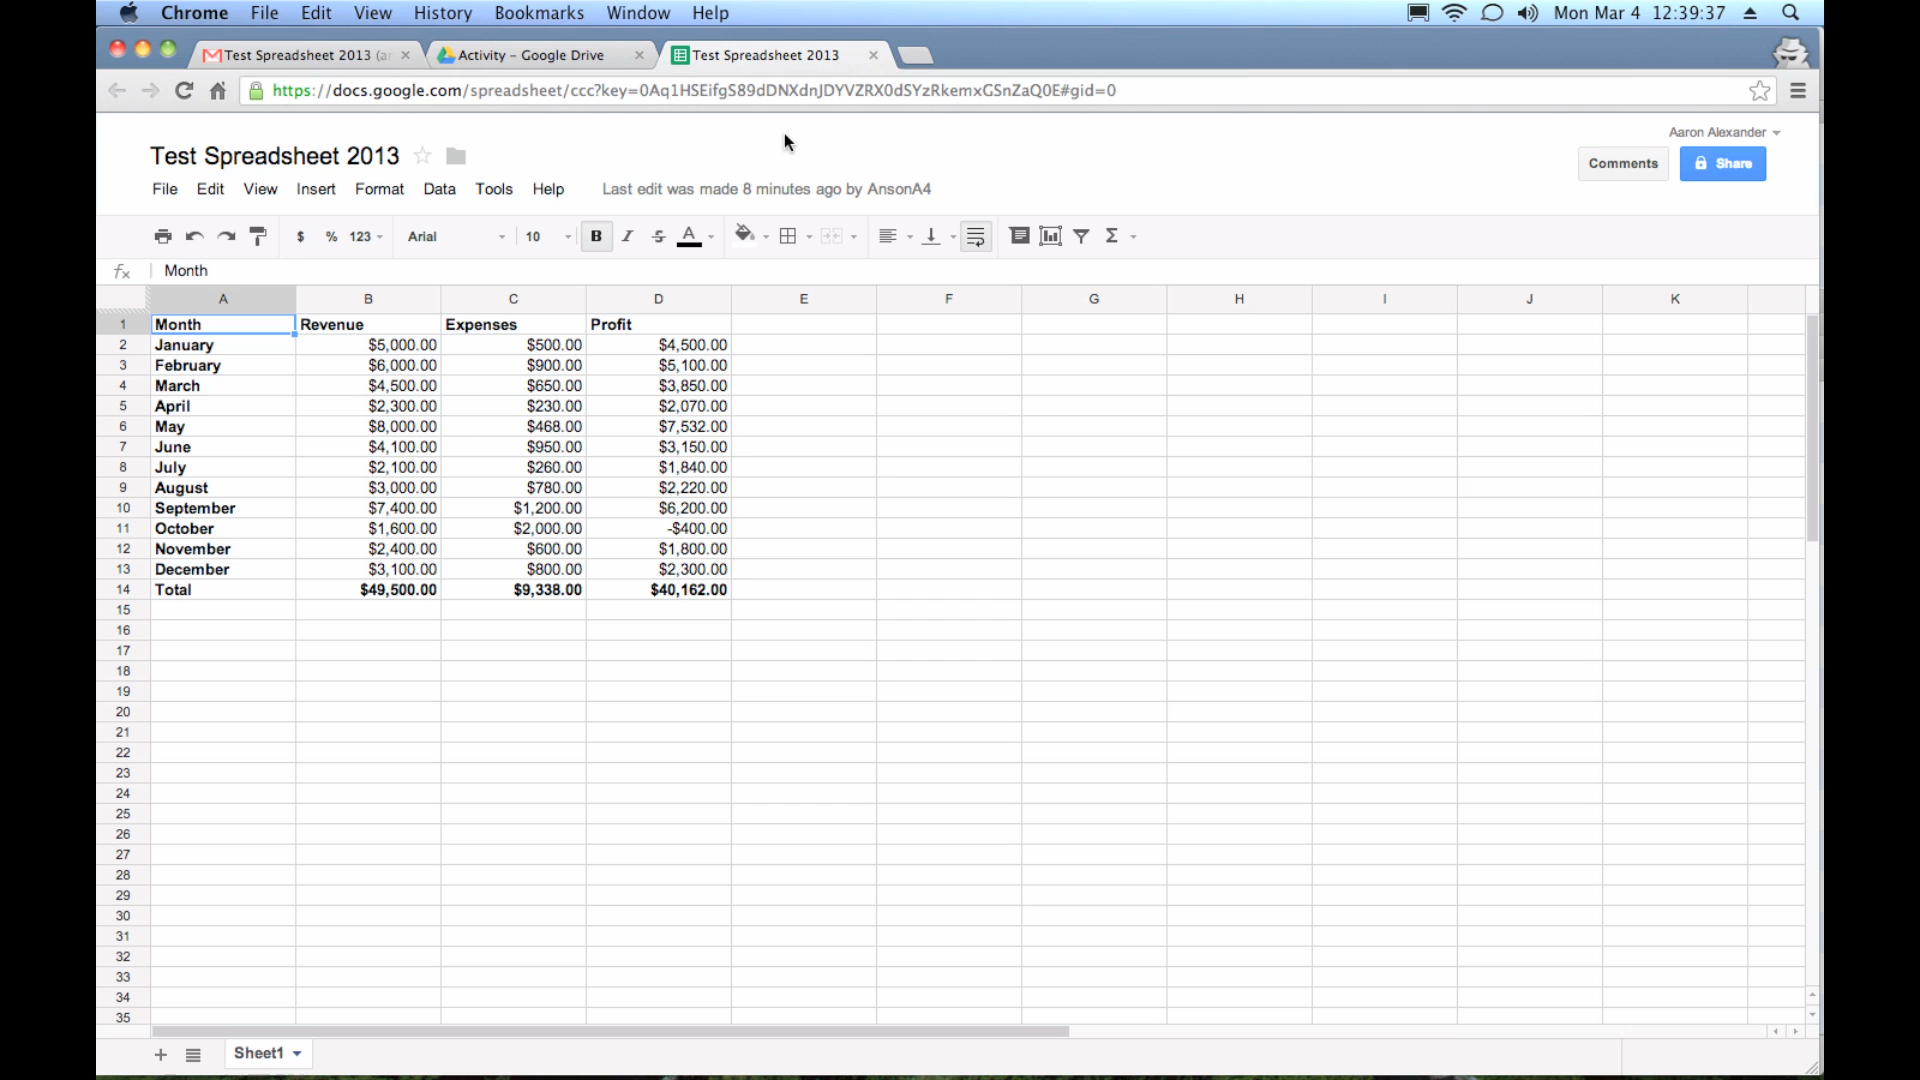 Chrome File Edit View History Bookmarks Window Help Mon Mar 4 12:39:37
Test Spreadsheet 2013 (ar Activity – Google Drive Test Spreadsheet 2013
https://docs.google.com/spreadsheet/ccc?key=0Aq1HSEifgS89dDNXdnJDYVZRX0dSYzRkemxGSnZaQ0E#gid=0
Aaron Alexander
Test Spreadsheet 2013 Comments Share
File Edit View Insert Format Data Tools Help Last edit was made 8 minutes ago by AnsonA4
$ % 123 Arial 10 B I S A Σ
fx Month
A B C D E F G H I J K
1 Month Revenue Expenses Profit
2 January $5,000.00 $500.00 $4,500.00
3 February $6,000.00 $900.00 $5,100.00
4 March $4,500.00 $650.00 $3,850.00
5 April $2,300.00 $230.00 $2,070.00
6 May $8,000.00 $468.00 $7,532.00
7 June $4,100.00 $950.00 $3,150.00
8 July $2,100.00 $260.00 $1,840.00
9 August $3,000.00 $780.00 $2,220.00
10 September $7,400.00 $1,200.00 $6,200.00
11 October $1,600.00 $2,000.00 -$400.00
12 November $2,400.00 $600.00 $1,800.00
13 December $3,100.00 $800.00 $2,300.00
14 Total $49,500.00 $9,338.00 $40,162.00
15
16
17
18
19
20
21
22
23
24
25
26
27
28
29
30
31
32
33
34
35
Sheet1